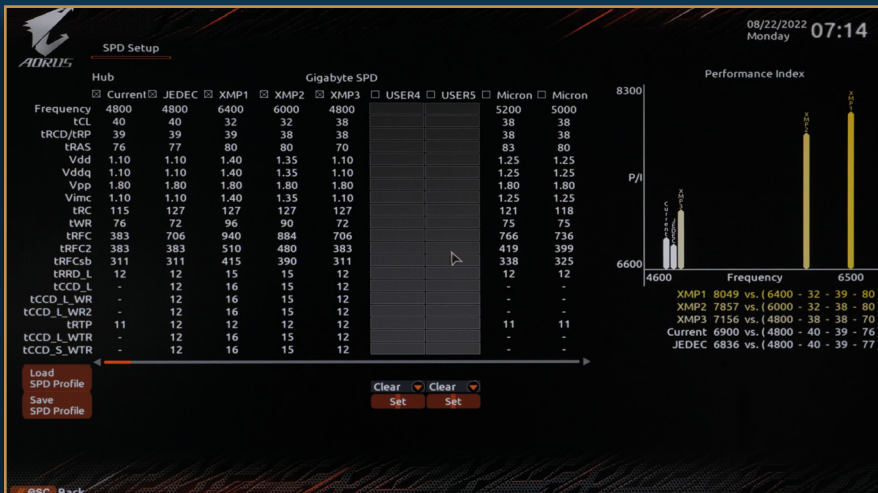 08/22/2022 07:14
Monday
AORUS
SPD Setup
Hub Gigabyte SPD
Current JEDEC XMP1 XMP2 XMP3 USER4 USER5 Micron Micron
Frequency 4800 4800 6400 6000 4800 5200 5000
tCL 40 40 32 32 38 38 38
tRCD/tRP 39 39 39 38 38 38 38
tRAS 76 77 80 80 70 83 80
Vdd 1.10 1.10 1.40 1.35 1.10 1.25 1.25
Vddq 1.10 1.10 1.40 1.35 1.10 1.25 1.25
Vpp 1.80 1.80 1.80 1.80 1.80 1.80 1.80
Vimc 1.10 1.10 1.40 1.35 1.10 1.25 1.25
tRC 115 127 127 127 127 121 118
tWR 76 72 96 90 72 75 75
tRFC 383 706 940 884 706 766 736
tRFC2 383 383 510 480 383 419 399
tRFCsb 311 311 415 390 311 338 325
tRRD_L 12 12 15 15 12 12 12
tCCD_L - 12 16 15 12 - -
tCCD_L_WR - 12 16 15 12 - -
tCCD_L_WR2 - 12 16 15 12 - -
tRTP 11 12 12 12 12 11 11
tCCD_L_WTR - 12 16 15 12 - -
tCCD_S_WTR - 12 16 15 12 - -
Load
SPD Profile
Save
SPD Profile
Clear Clear
Set Set
esc Back
Performance Index
8300
P/I
6600
4600 Frequency 6500
Current
JEDEC
XMP3
XMP2
XMP1
XMP1 8049 vs. ( 6400 - 32 - 39 - 80
XMP2 7857 vs. ( 6000 - 32 - 38 - 80
XMP3 7156 vs. ( 4800 - 38 - 38 - 70
Current 6900 vs. ( 4800 - 40 - 39 - 76
JEDEC 6836 vs. ( 4800 - 40 - 39 - 77